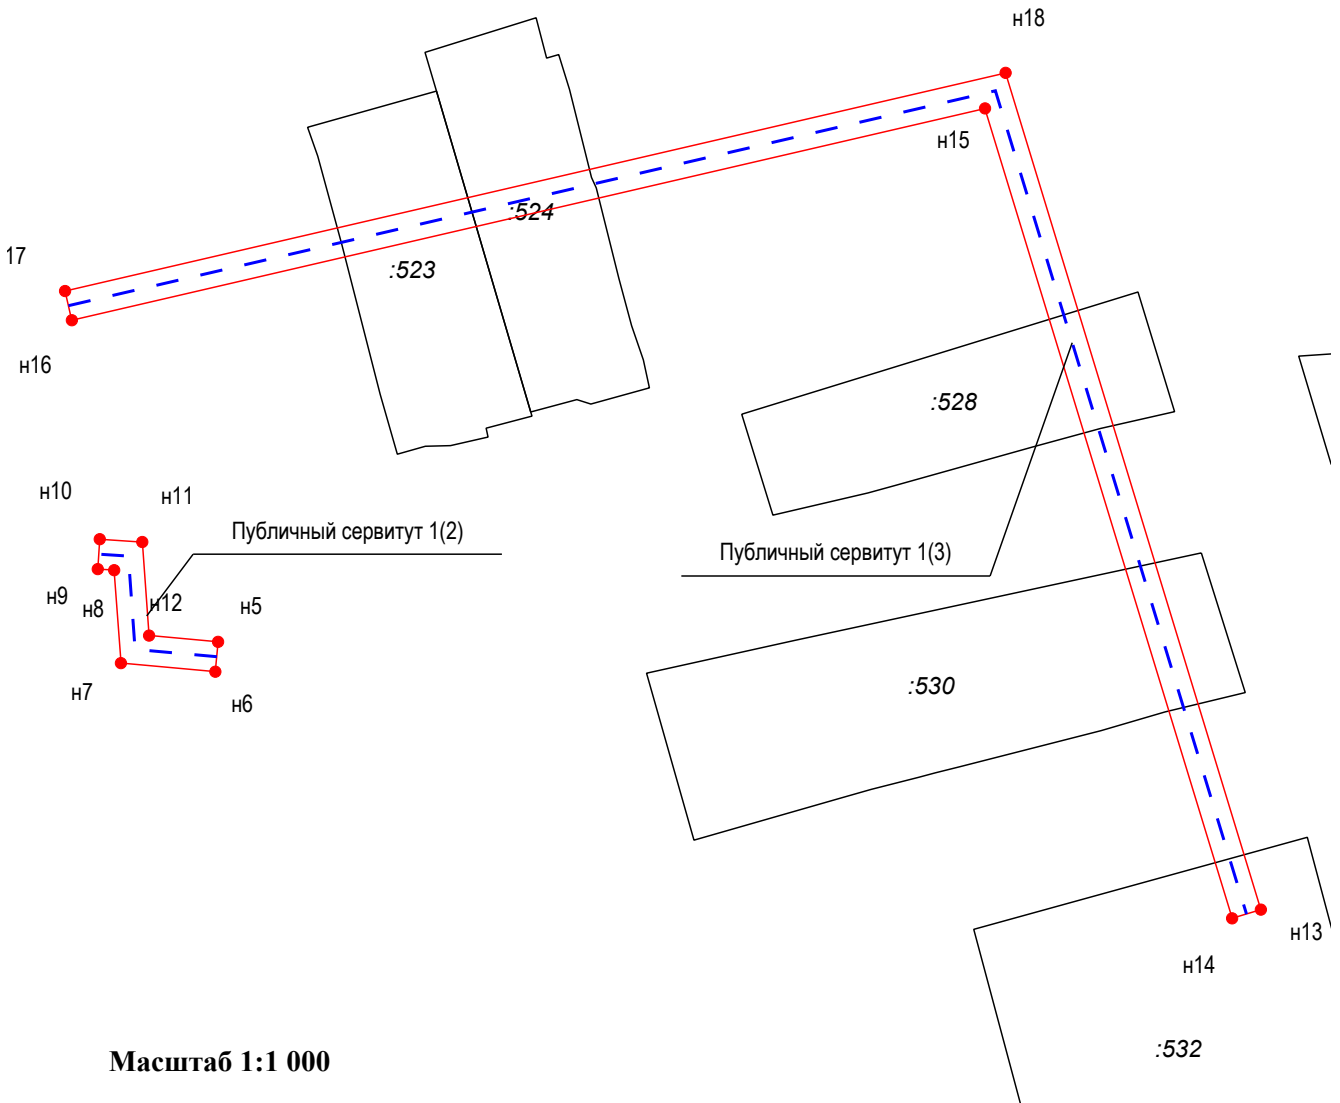 н18
н15
:524
17
:523
н16
:528
н10
н11
Публичный сервитут 1(2)
Публичный сервитут 1(3)
н9
н8
н12
н5
н7
н6
:530
н13
н14
:532
Масштаб 1:1 000